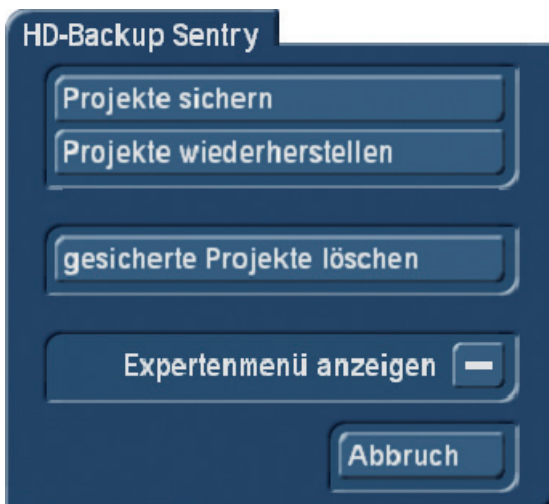 HD-Backup Sentry
Projekte sichern
Projekte wiederherstellen
gesicherte Projekte löschen
Expertenmenü anzeigen
Abbruch